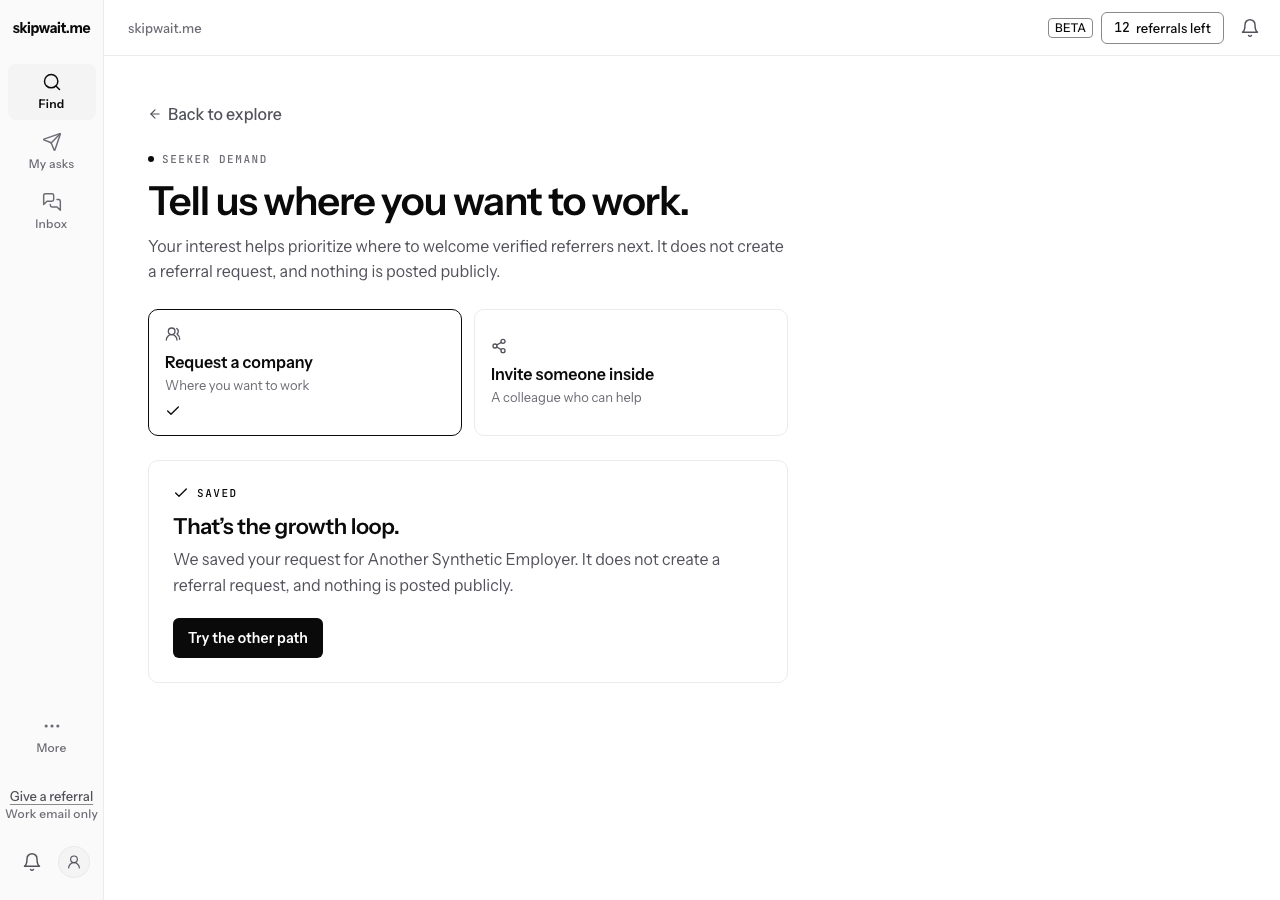 skipwait.me
Find
My asks
Inbox
More
Give a referral
Work email only
skipwait.me
BETA
12 referrals left
Back to explore
SEEKER DEMAND
Tell us where you want to work.
Your interest helps prioritize where to welcome verified referrers next. It does not create
a referral request, and nothing is posted publicly.
Request a company
Where you want to work
Invite someone inside
A colleague who can help
SAVED
That’s the growth loop.
We saved your request for Another Synthetic Employer. It does not create a
referral request, and nothing is posted publicly.
Try the other path